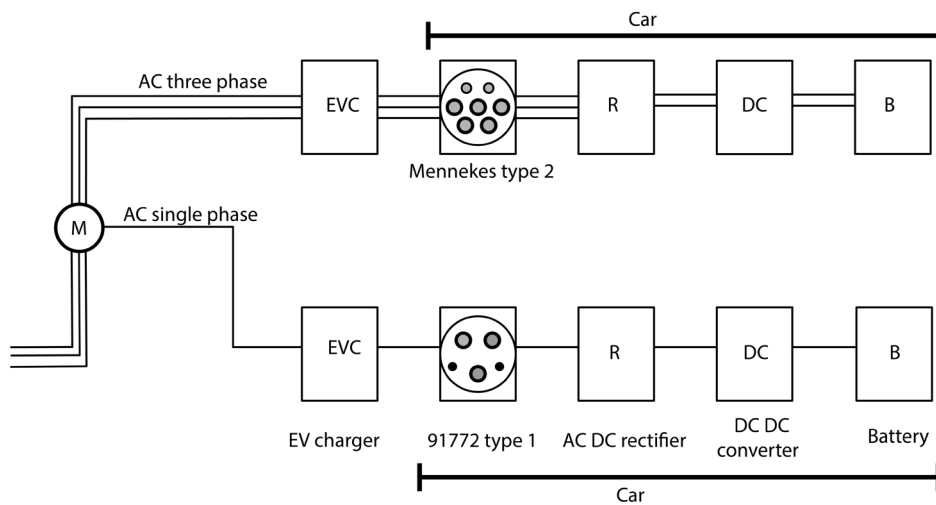 Car
AC three phase
EVC
R
DC
B
Mennekes type 2
AC single phase
M
EVC
R
DC
B
EV charger
91772 type 1
AC DC rectifier
DC DC
converter
Battery
Car